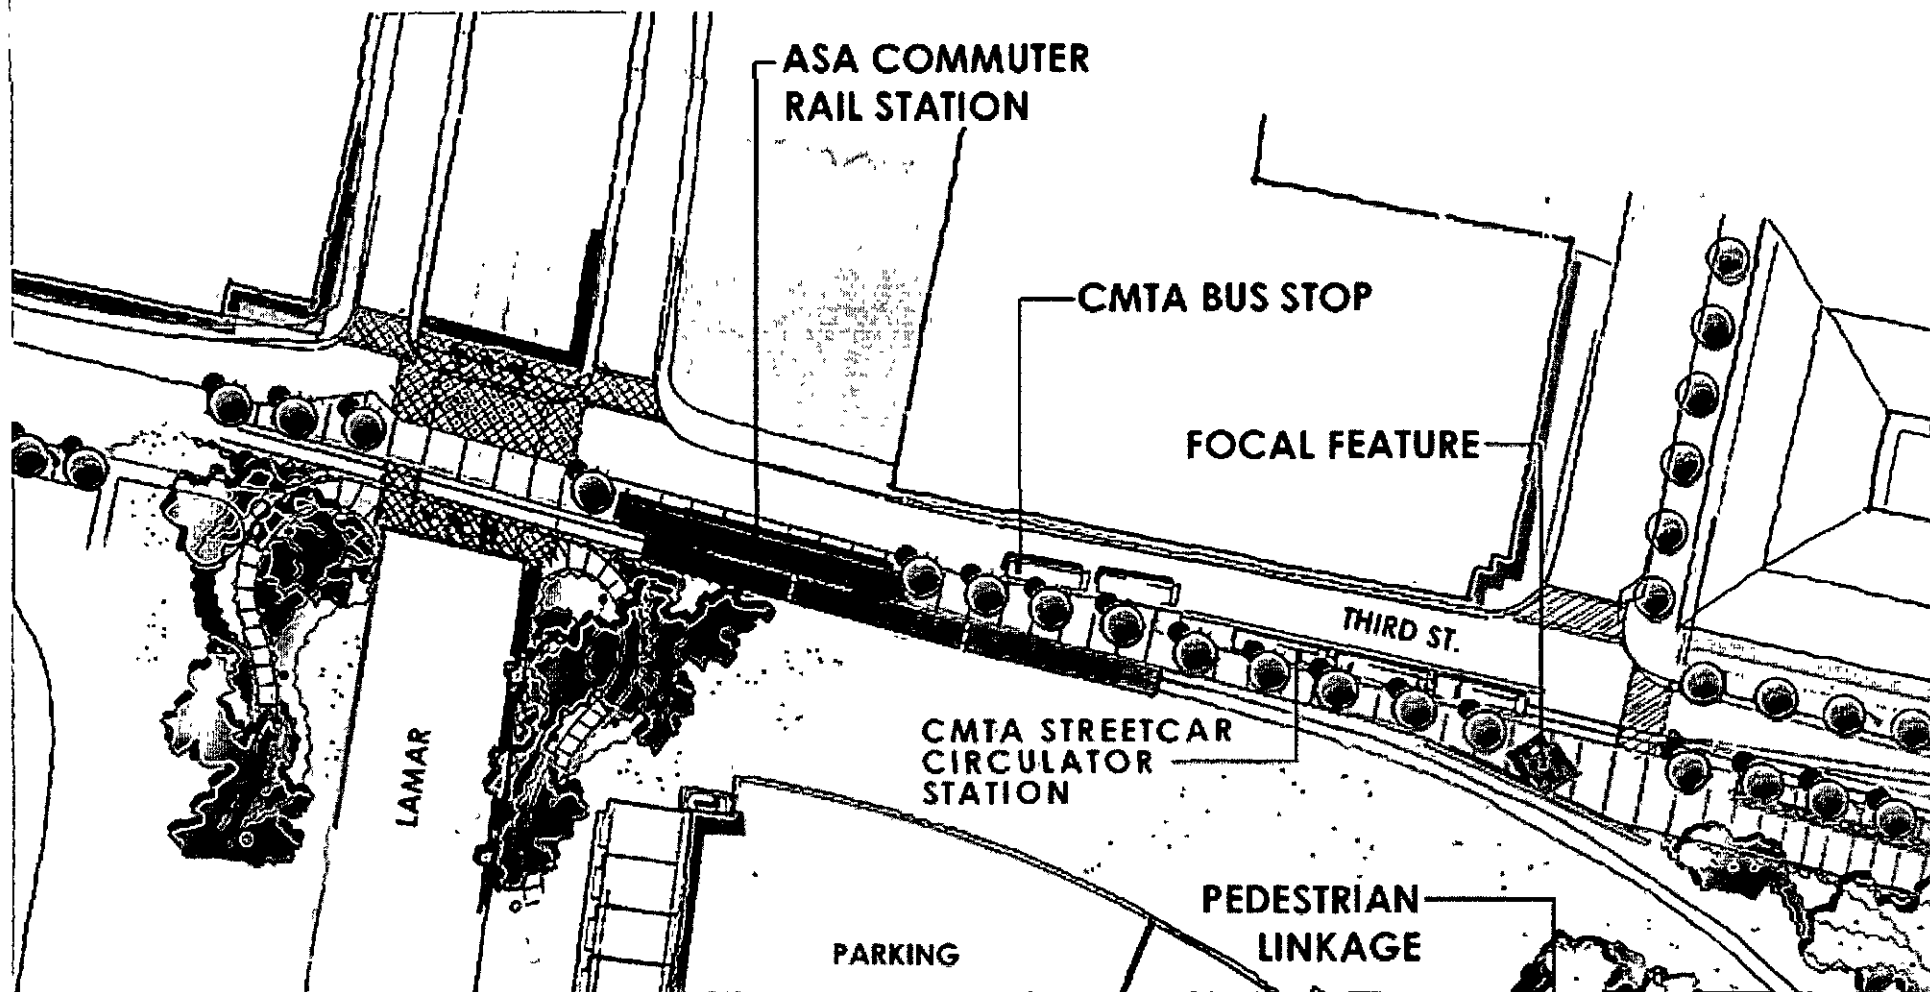 ASA COMMUTER
RAIL STATION
CMTA BUS STOP
FOCAL FEATURE
THIRD ST.
CMTA STREETCAR
CIRCULATOR
STATION
LAMAR
PEDESTRIAN
LINKAGE
PARKING